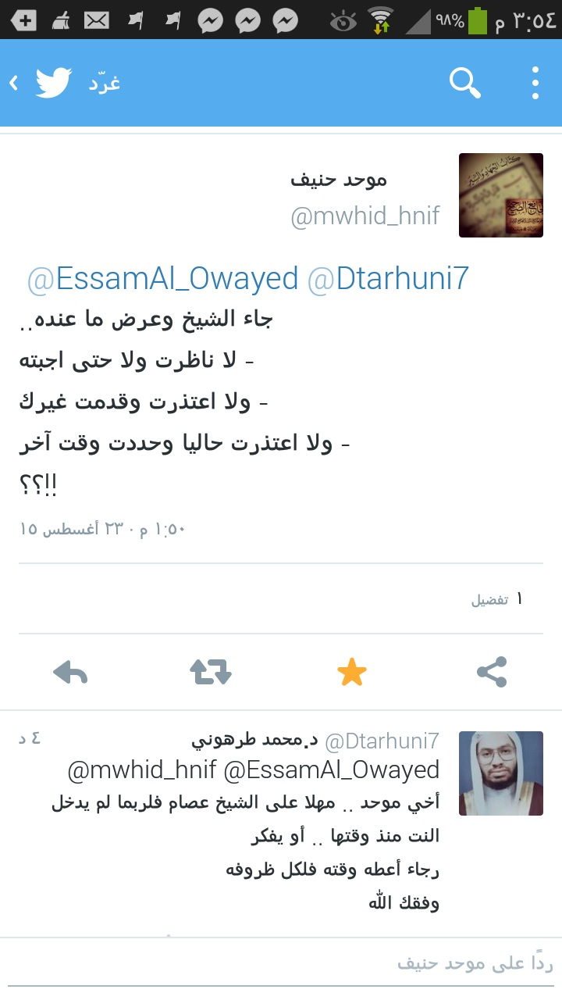 ٩٨% م ٣:٥٤
غرّد
موحد حنيف
@mwhid_hnif
@EssamAl_Owayed @Dtarhuni7
جاء الشيخ وعرض ما عنده..
- لا ناظرت ولا حتى اجبته
- ولا اعتذرت وقدمت غيرك
- ولا اعتذرت حاليا وحددت وقت آخر
!!؟؟
١:٥٠ م · ٢٣ أغسطس ١٥
١ تفضيل
د.محمد طرهوني @Dtarhuni7 ٤ د
@mwhid_hnif @EssamAl_Owayed
أخي موحد .. مهلا على الشيخ عصام فلربما لم يدخل
النت منذ وقتها .. أو يفكر
رجاء أعطه وقته فلكل ظروفه
وفقك الله
ردًا على موحد حنيف